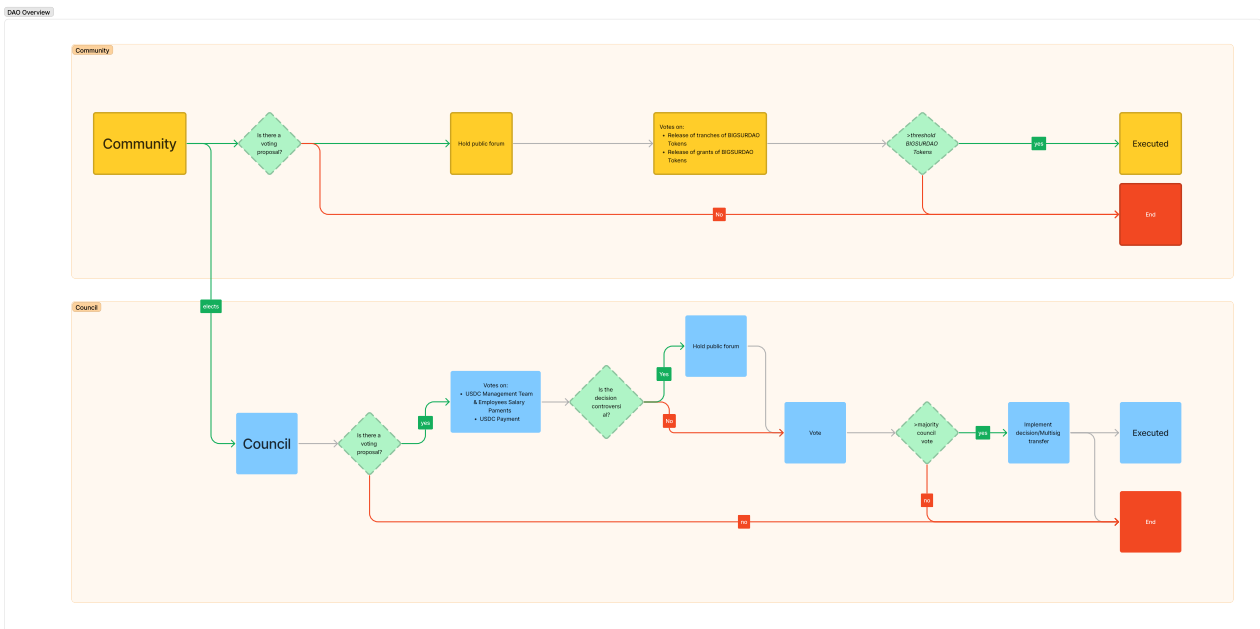 DAO Overview
Community
Community
Is there a
voting
proposal?
Hold public forum
Votes on:
• Release of tranches of BIGSURDAO
Tokens
• Release of grants of BIGSURDAO
Tokens
>threshold
BIGSURDAO
Tokens
yes
Executed
No
End
elects
Council
Council
Is there a
voting
proposal?
yes
Votes on:
• USDC Management Team
& Employees Salary
Paments
• USDC Payment
Is the
decision
controversi
al?
Yes
Hold public forum
No
Vote
>majority
council
vote
yes
Implement
decision/Multisig
transfer
Executed
no
no
End